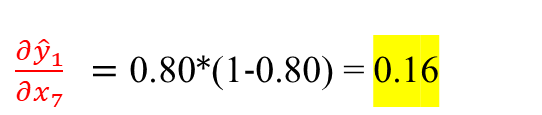 ∂ŷ₁/∂x₇ = 0.80*(1-0.80) = 0.16